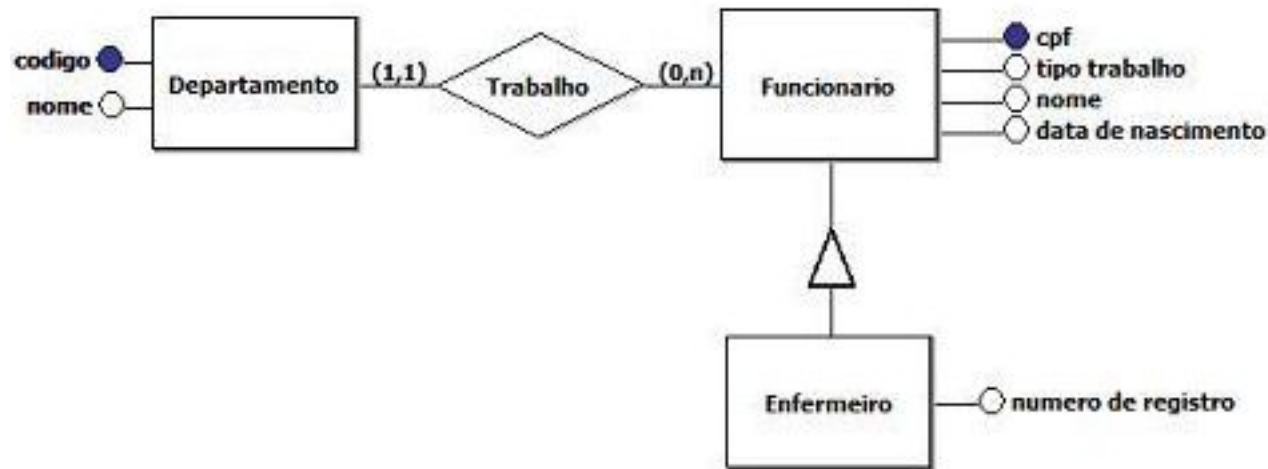 codigo
nome
Departamento
(1,1)
Trabalho
(0,n)
Funcionario
cpf
tipo trabalho
nome
data de nascimento
Enfermeiro
numero de registro